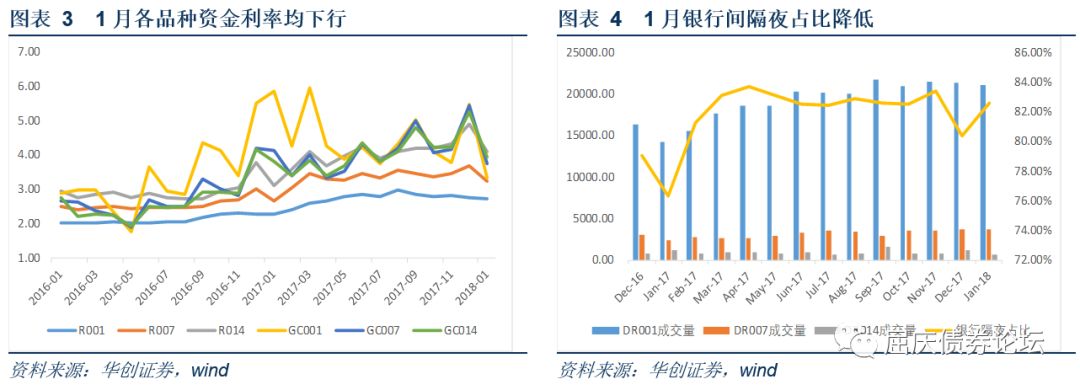 图表 3 1 月各品种资金利率均下行
7.00
6.00
5.00
4.00
3.00
2.00
1.00
2016-01 2016-03 2016-05 2016-07 2016-09 2016-11 2017-01 2017-03 2017-05 2017-07 2017-09 2017-11 2018-01
R001 R007 R014 GC001 GC007 GC014
资料来源：华创证券，wind
图表 4 1 月银行间隔夜占比降低
25000.00 86.00%
84.00%
20000.00
82.00%
15000.00 80.00%
78.00%
10000.00
76.00%
5000.00
74.00%
0.00 72.00%
Dec-16 Jan-17 Feb-17 Mar-17 Apr-17 May-17 Jun-17 Jul-17 Aug-17 Sep-17 Oct-17 Nov-17 Dec-17 Jan-18
DR001成交量 DR007成交量 014成交量 银行隔夜占比
屈庆债券论坛
资料来源：华创证券，wind